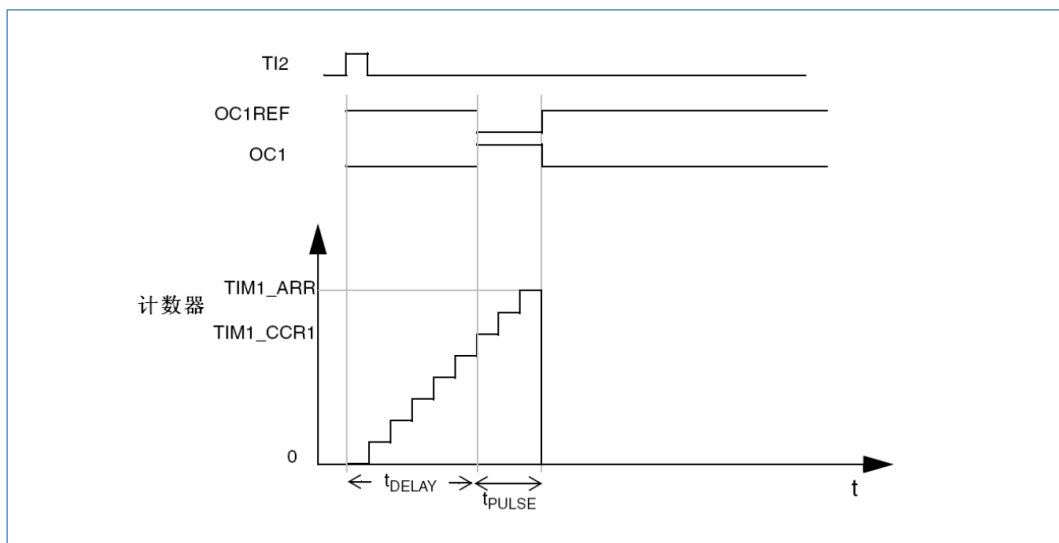 TI2
OC1REF
OC1
TIM1_ARR
计数器
TIM1_CCR1
0
tDELAY
tPULSE
t